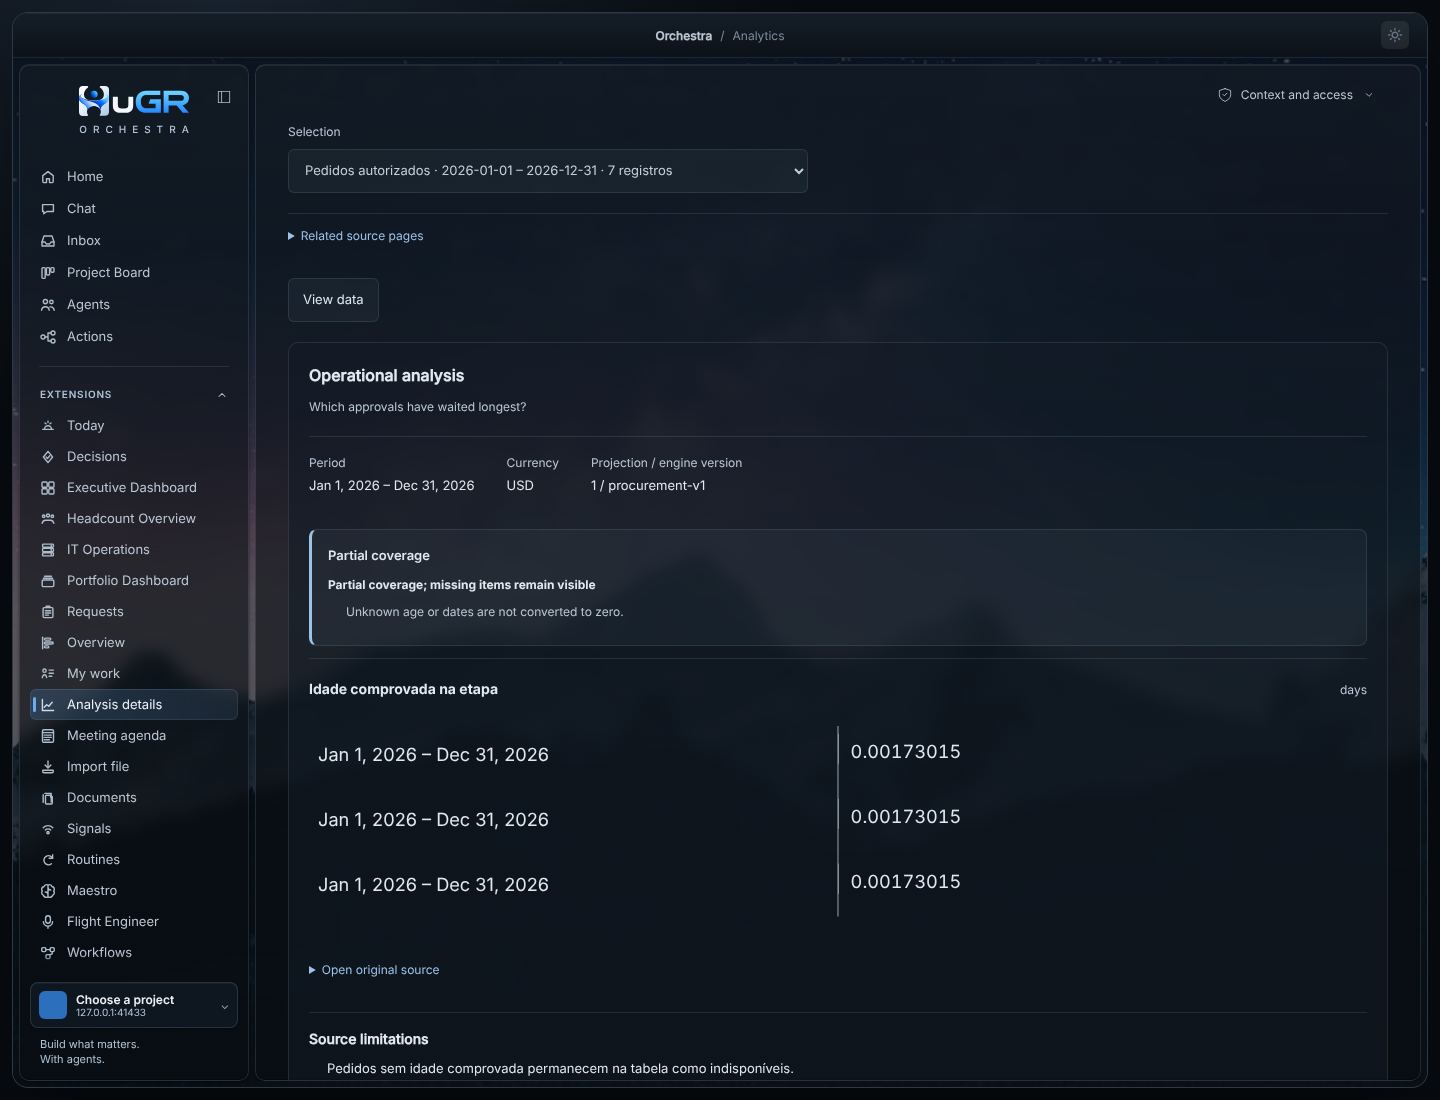 Orchestra / Analytics
HuGR
ORCHESTRA
Context and access
Home
Chat
Inbox
Project Board
Agents
Actions
EXTENSIONS
Today
Decisions
Executive Dashboard
Headcount Overview
IT Operations
Portfolio Dashboard
Requests
Overview
My work
Analysis details
Meeting agenda
Import file
Documents
Signals
Routines
Maestro
Flight Engineer
Workflows
Choose a project
127.0.0.1:41433
Build what matters.
With agents.
Selection
Pedidos autorizados · 2026-01-01 – 2026-12-31 · 7 registros
Related source pages
View data
Operational analysis
Which approvals have waited longest?
Period
Jan 1, 2026 – Dec 31, 2026
Currency
USD
Projection / engine version
1 / procurement-v1
Partial coverage
Partial coverage; missing items remain visible
Unknown age or dates are not converted to zero.
Idade comprovada na etapa
days
Jan 1, 2026 – Dec 31, 2026 0.00173015
Jan 1, 2026 – Dec 31, 2026 0.00173015
Jan 1, 2026 – Dec 31, 2026 0.00173015
Open original source
Source limitations
Pedidos sem idade comprovada permanecem na tabela como indisponíveis.